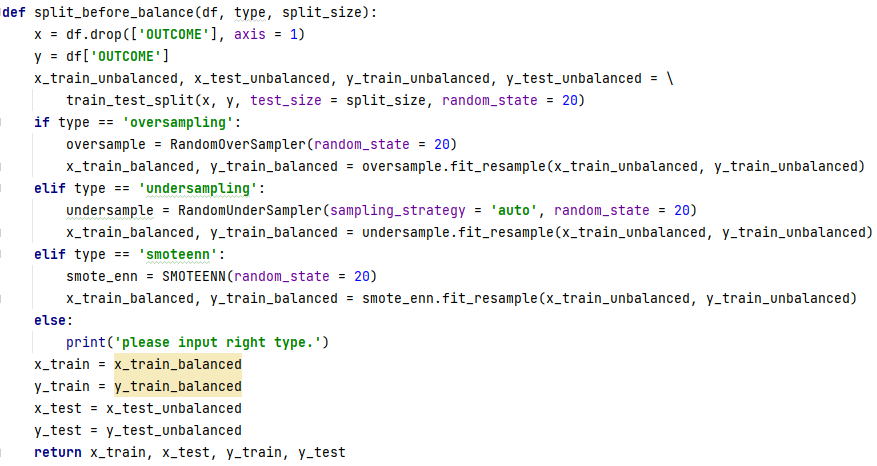 def split_before_balance(df, type, split_size):
    x = df.drop(['OUTCOME'], axis = 1)
    y = df['OUTCOME']
    x_train_unbalanced, x_test_unbalanced, y_train_unbalanced, y_test_unbalanced = \
        train_test_split(x, y, test_size = split_size, random_state = 20)
    if type == 'oversampling':
        oversample = RandomOverSampler(random_state = 20)
        x_train_balanced, y_train_balanced = oversample.fit_resample(x_train_unbalanced, y_train_unbalanced)
    elif type == 'undersampling':
        undersample = RandomUnderSampler(sampling_strategy = 'auto', random_state = 20)
        x_train_balanced, y_train_balanced = undersample.fit_resample(x_train_unbalanced, y_train_unbalanced)
    elif type == 'smoteenn':
        smote_enn = SMOTEENN(random_state = 20)
        x_train_balanced, y_train_balanced = smote_enn.fit_resample(x_train_unbalanced, y_train_unbalanced)
    else:
        print('please input right type.')
    x_train = x_train_balanced
    y_train = y_train_balanced
    x_test = x_test_unbalanced
    y_test = y_test_unbalanced
    return x_train, x_test, y_train, y_test